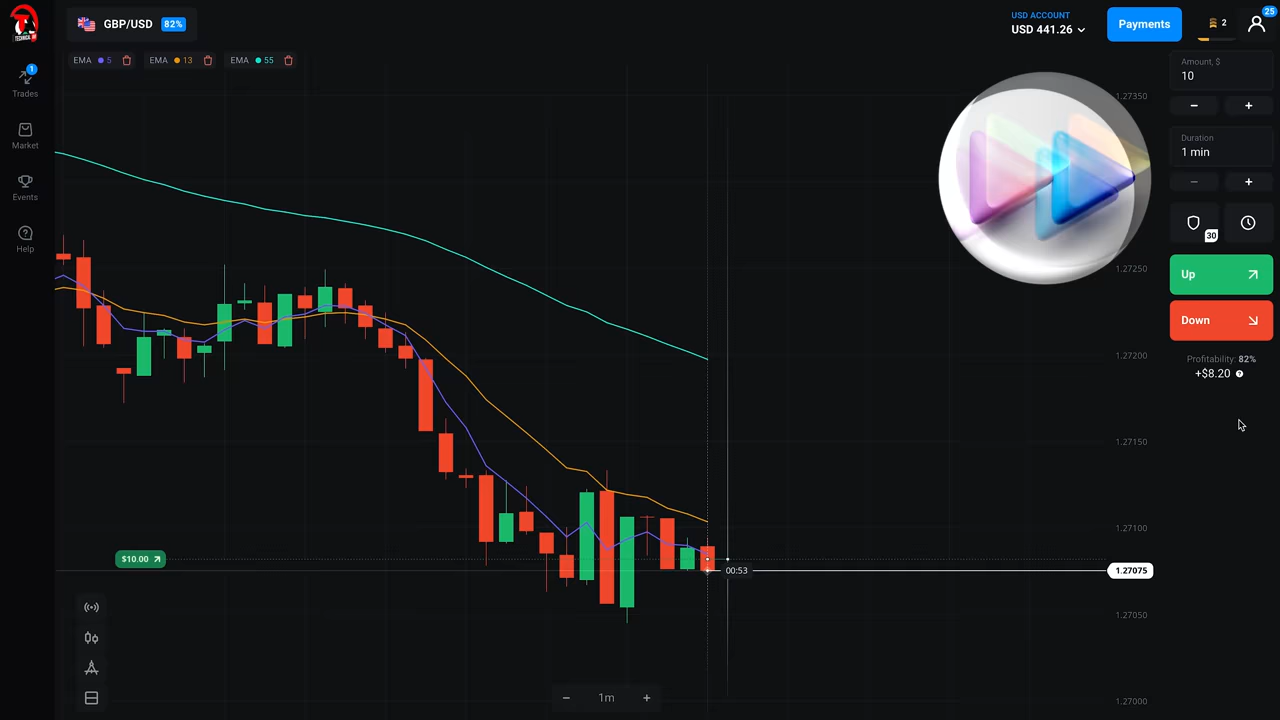 GBP/USD 82%
USD ACCOUNT
USD 441.26
Payments
2
25
EMA 5
EMA 13
EMA 55
1
Trades
Market
Events
Help
Amount, $
10
Duration
1 min
30
Up
Down
Profitability: 82%
+$8.20
1.27350
1.27250
1.27200
1.27150
1.27100
1.27075
1.27050
1.27000
$10.00
00:53
1m